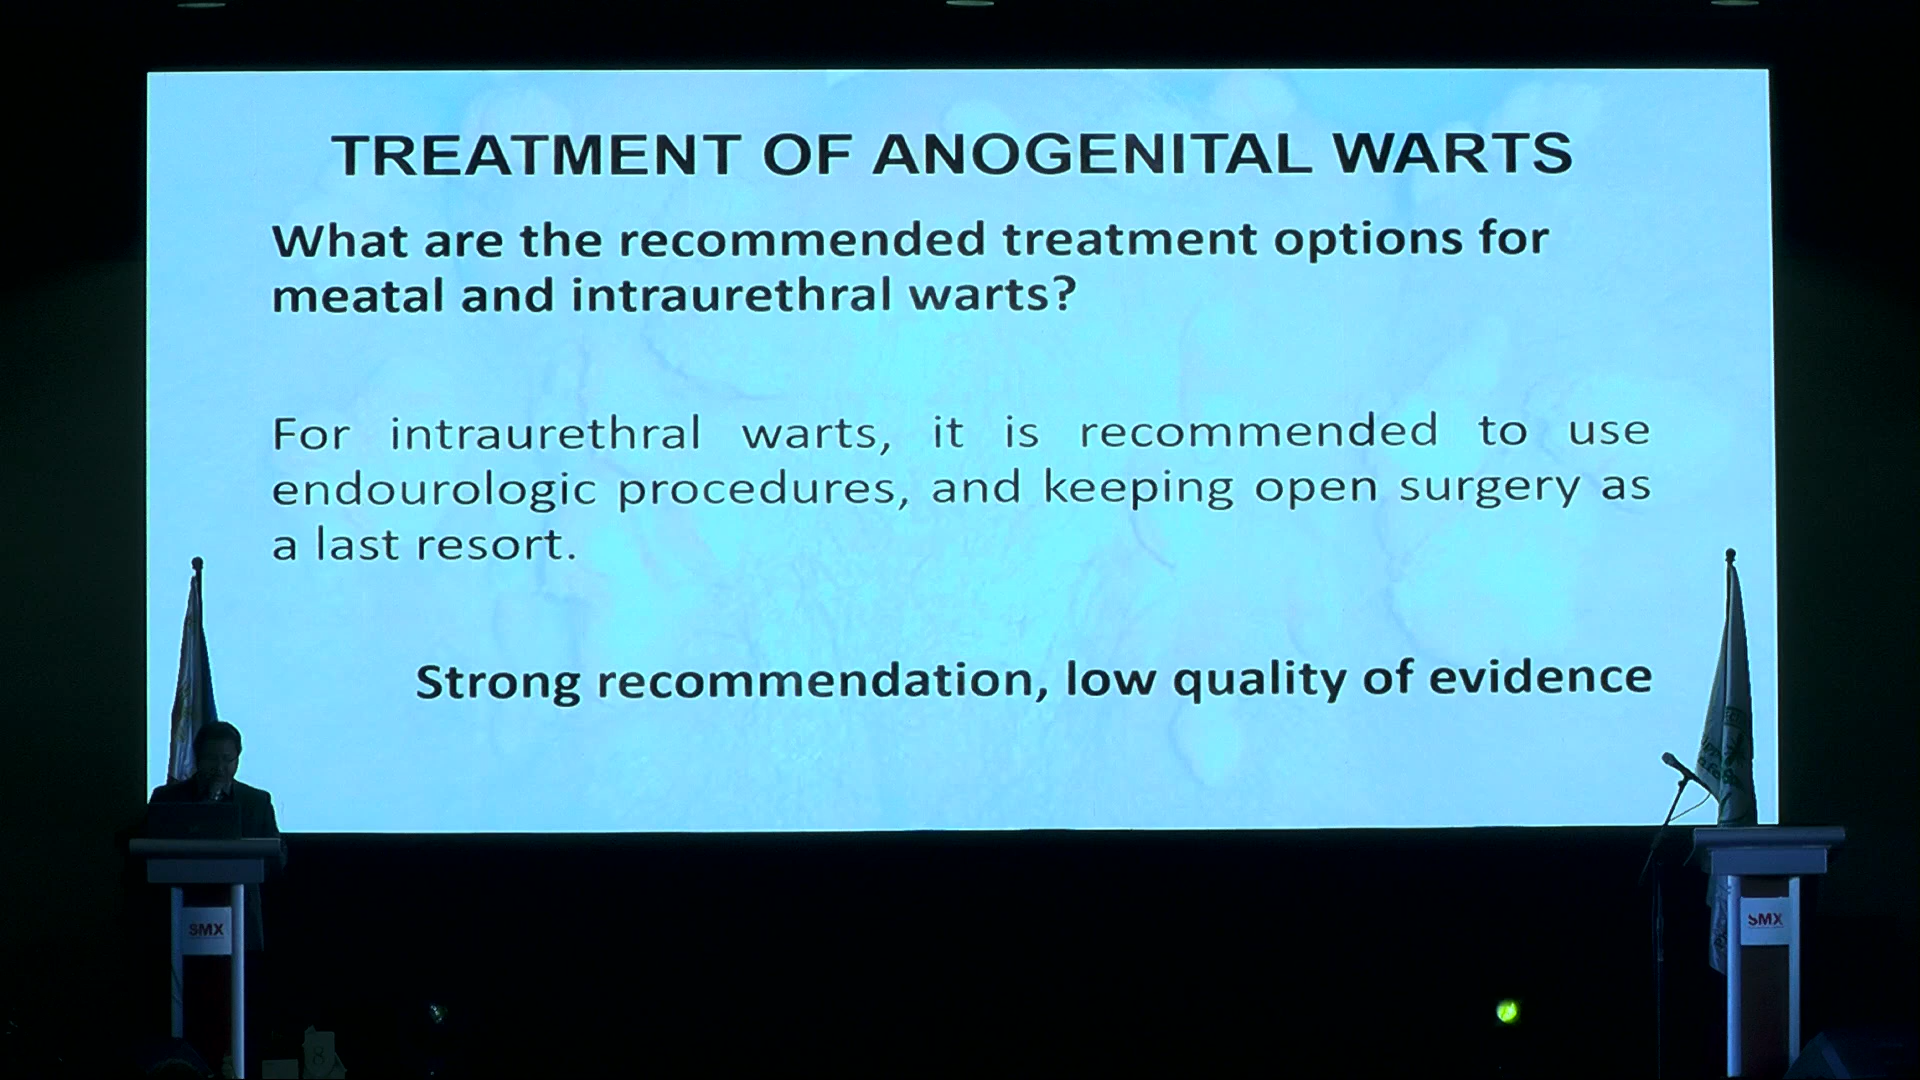 TREATMENT OF ANOGENITAL WARTS
What are the recommended treatment options for
meatal and intraurethral warts?
For intraurethral warts, it is recommended to use
endourologic procedures, and keeping open surgery as
a last resort.
Strong recommendation, low quality of evidence
SMX
SMX
8